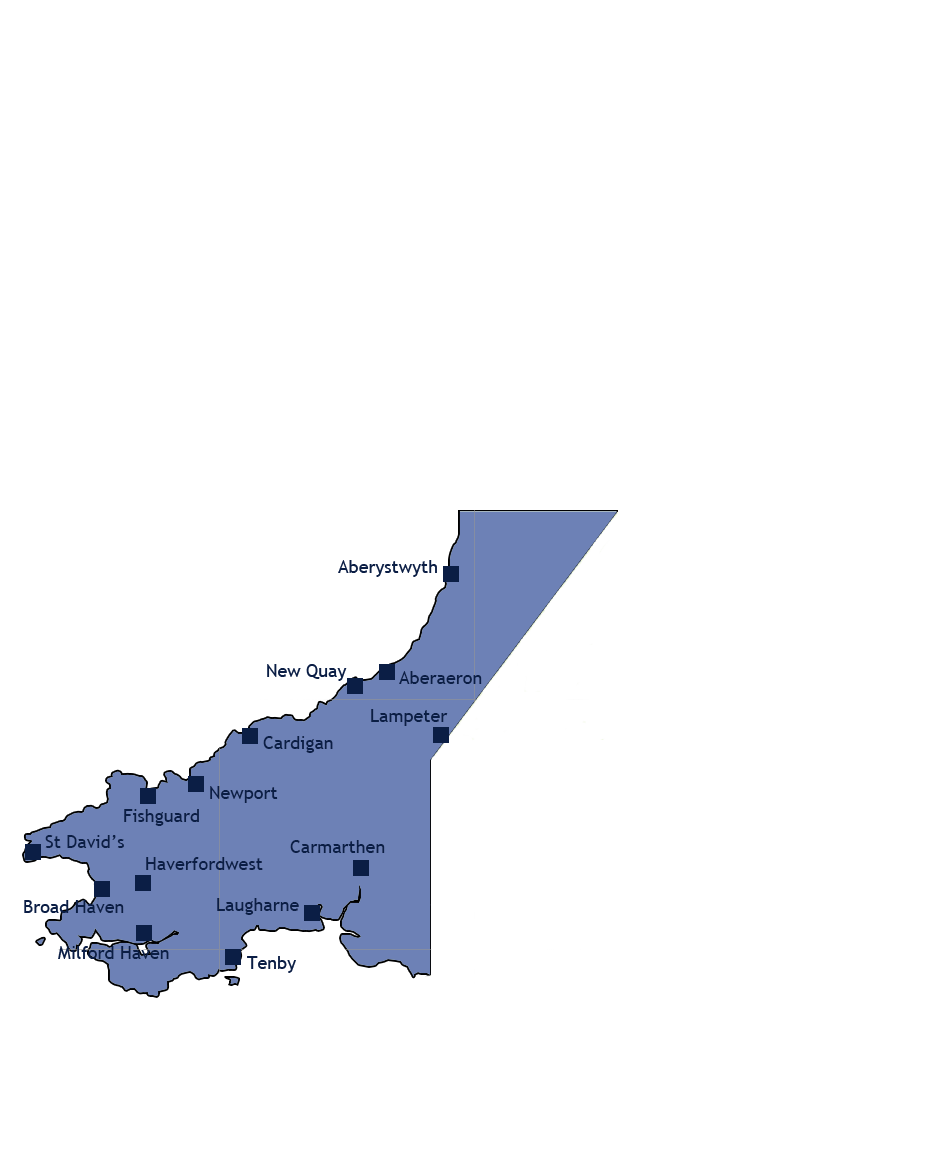 Aberystwyth
New Quay
Aberaeron
Lampeter
Cardigan
Newport
Fishguard
St David’s
Carmarthen
Haverfordwest
Broad Haven
Laugharne
Milford Haven
Tenby